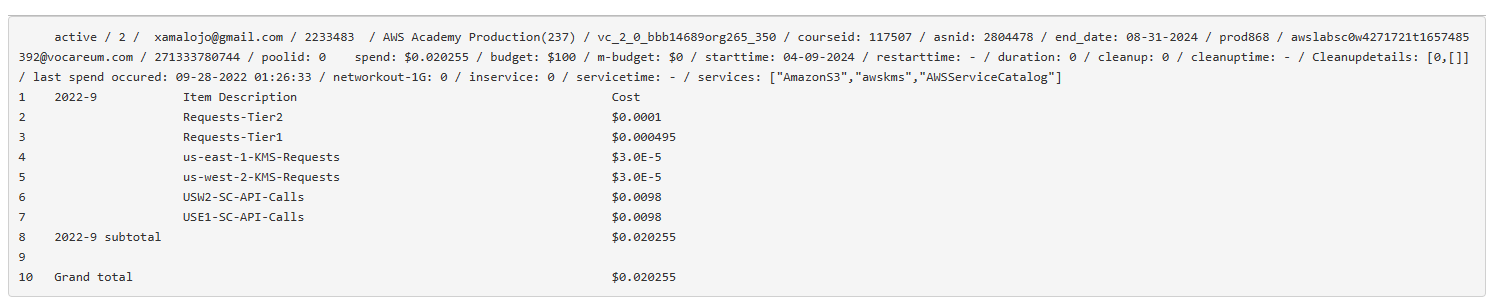 active / 2 /  xamalojo@gmail.com / 2233483  / AWS Academy Production(237) / vc_2_0_bbb14689org265_350 / courseid: 117507 / asnid: 2804478 / end_date: 08-31-2024 / prod868 / awslabsc0w4271721t1657485
392@vocareum.com / 271333780744 / poolid: 0    spend: $0.020255 / budget: $100 / m-budget: $0 / starttime: 04-09-2024 / restarttime: - / duration: 0 / cleanup: 0 / cleanuptime: - / Cleanupdetails: [0,[]]
/ last spend occured: 09-28-2022 01:26:33 / networkout-1G: 0 / inservice: 0 / servicetime: - / services: ["AmazonS3","awskms","AWSServiceCatalog"]
1 2022-9 Item Description Cost
2 Requests-Tier2 $0.0001
3 Requests-Tier1 $0.000495
4 us-east-1-KMS-Requests $3.0E-5
5 us-west-2-KMS-Requests $3.0E-5
6 USW2-SC-API-Calls $0.0098
7 USE1-SC-API-Calls $0.0098
8 2022-9 subtotal $0.020255
9
10 Grand total $0.020255